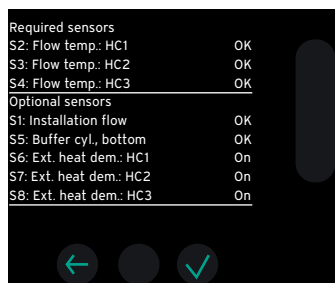 Required sensors
S2: Flow temp.: HC1 OK
S3: Flow temp.: HC2 OK
S4: Flow temp.: HC3 OK
Optional sensors
S1: Installation flow OK
S5: Buffer cyl., bottom OK
S6: Ext. heat dem.: HC1 On
S7: Ext. heat dem.: HC2 On
S8: Ext. heat dem.: HC3 On